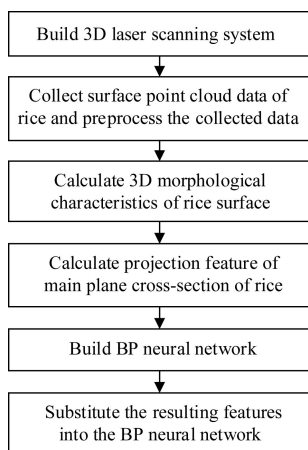 Build 3D laser scanning system
Collect surface point cloud data of
rice and preprocess the collected data
Calculate 3D morphological
characteristics of rice surface
Calculate projection feature of
main plane cross-section of rice
Build BP neural network
Substitute the resulting features
into the BP neural network